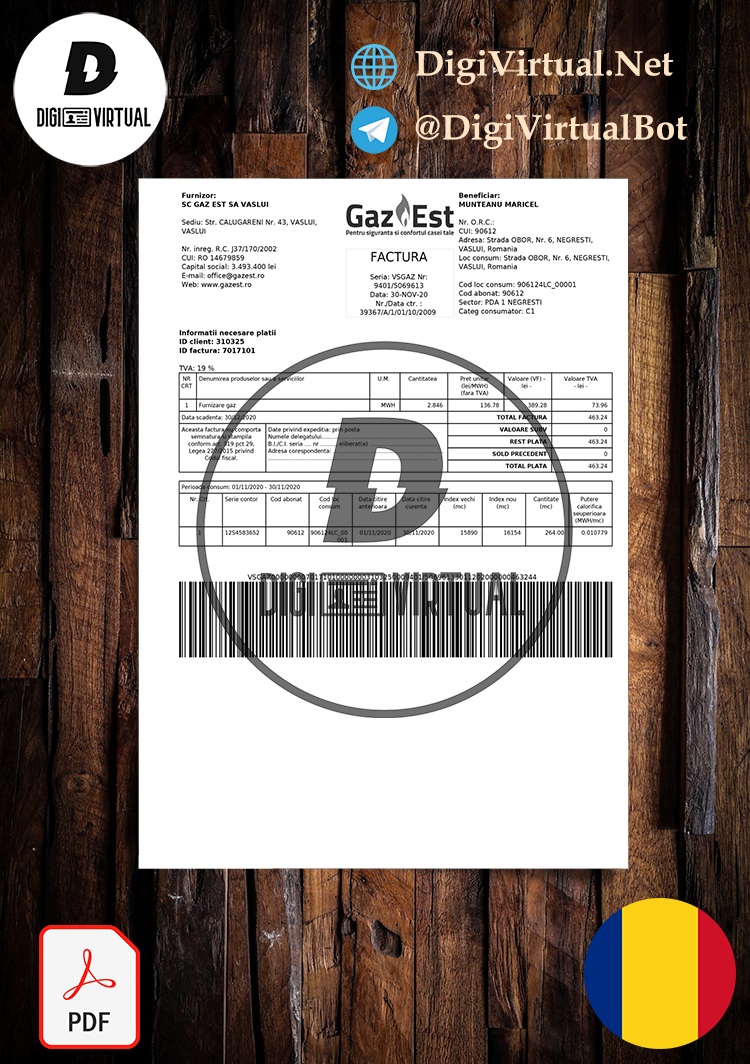 DIGI VIRTUAL
DigiVirtual.Net
@DigiVirtualBot
Furnizor:
SC GAZ EST SA VASLUI
Sediu: Str. CALUGARENI Nr. 43, VASLUI,
VASLUI
Nr. inreg. R.C. J37/170/2002
CUI: RO 14679859
Capital social: 3.493.400 lei
E-mail: office@gazest.ro
Web: www.gazest.ro
Gaz Est
Pentru siguranta si confortul casei tale
FACTURA
Seria: VSGAZ Nr:
9401/5069613
Data: 30-NOV-20
Nr./Data ctr. :
39367/A/1/01/10/2009
Beneficiar:
MUNTEANU MARICEL
Nr. O.R.C.:
CUI: 90612
Adresa: Strada OBOR, Nr. 6, NEGRESTI,
VASLUI, Romania
Loc consum: Strada OBOR, Nr. 6, NEGRESTI,
VASLUI, Romania
Cod loc consum: 906124LC_00001
Cod abonat: 90612
Sector: PDA 1 NEGRESTI
Categ consumator: C1
Informatii necesare platii
ID client: 310325
ID factura: 7017101
TVA: 19 %
NR CRT Denumirea produselor sau a serviciilor U.M. Cantitatea Pret unitar (lei/MWH) (fara TVA) Valoare (VF) - lei - Valoare TVA - lei -
1 Furnizare gaz MWH 2.846 136.78 389.28 73.96
Data scadenta: 30/12/2020 TOTAL FACTURA 463.24
Aceasta factura nu comporta
semnatura si stampila
conform art. 319 pct 29,
Legea 227/2015 privind
Codul fiscal.
Date privind expeditia: prin posta
Numele delegatului
B.I./C.I. seria ... nr ... eliberat(a)
Adresa corespondenta:
VALOARE SUBV 0
REST PLATA 463.24
SOLD PRECEDENT 0
TOTAL PLATA 463.24
Perioada consum: 01/11/2020 - 30/11/2020
Nr. Crt. Serie contor Cod abonat Cod loc consum Data citire anterioara Data citire curenta Index vechi (mc) Index nou (mc) Cantitate (mc) Putere calorifica seuperioara (MWH/mc)
1 1254583652 90612 906124LC_00 001 01/11/2020 30/11/2020 15890 16154 264.00 0.010779
D
DIGI VIRTUAL
PDF